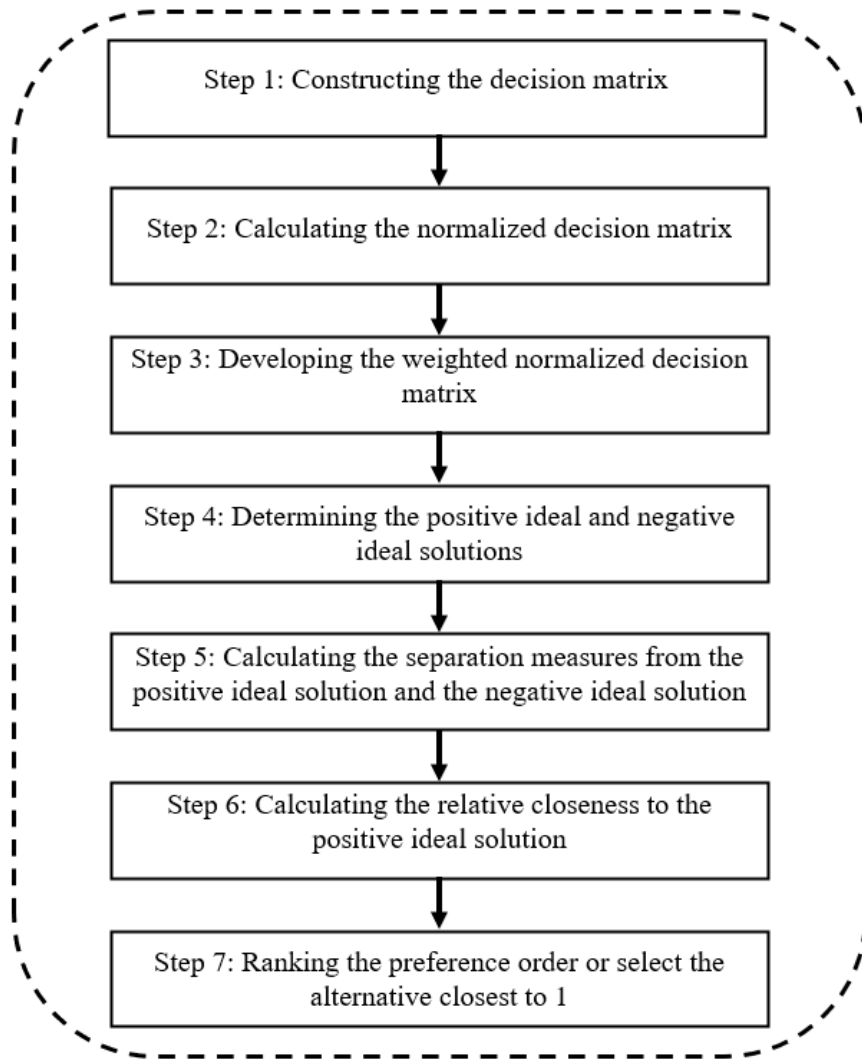 Step 1: Constructing the decision matrix
Step 2: Calculating the normalized decision matrix
Step 3: Developing the weighted normalized decision
matrix
Step 4: Determining the positive ideal and negative
ideal solutions
Step 5: Calculating the separation measures from the
positive ideal solution and the negative ideal solution
Step 6: Calculating the relative closeness to the
positive ideal solution
Step 7: Ranking the preference order or select the
alternative closest to 1